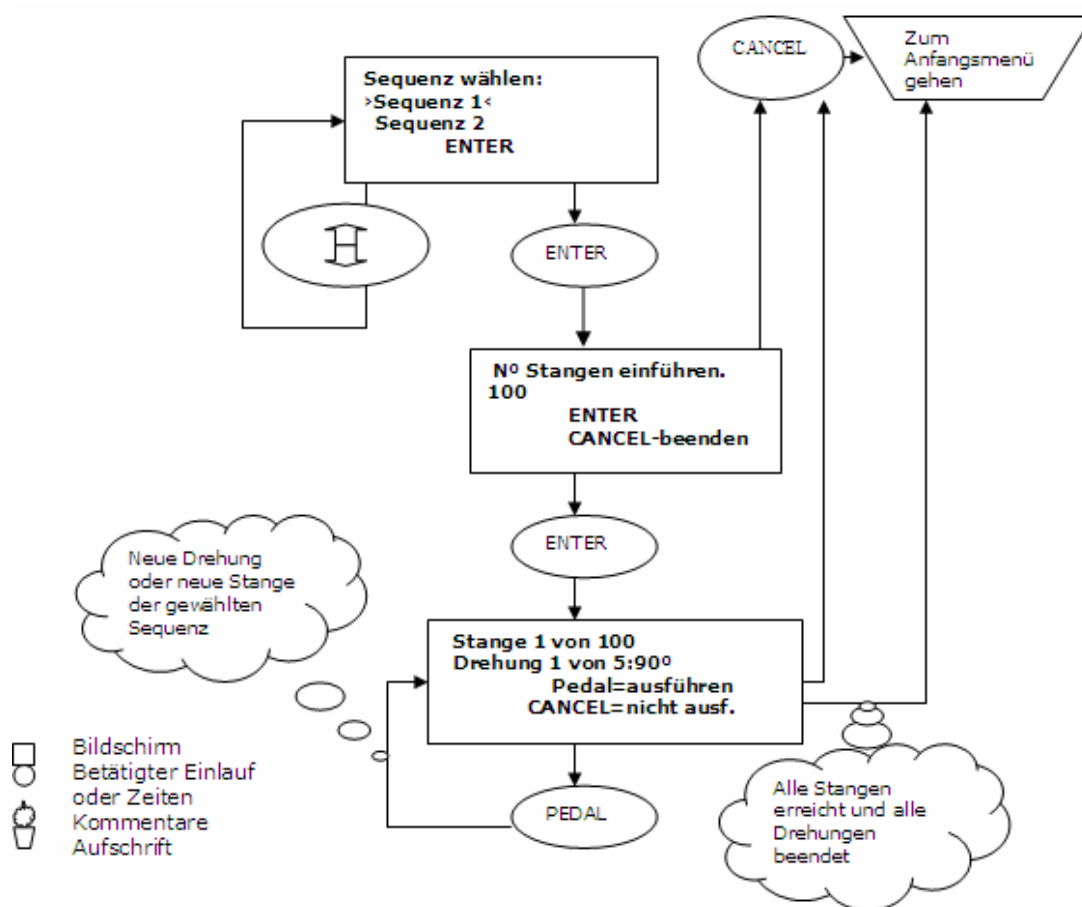 CANCEL
Zum
Anfangsmenü
gehen
Sequenz wählen:
›Sequenz 1‹
Sequenz 2
ENTER
ENTER
Nº Stangen einführen.
100
ENTER
CANCEL-beenden
ENTER
Neue Drehung
oder neue Stange
der gewählten
Sequenz
Stange 1 von 100
Drehung 1 von 5:90º
Pedal=ausführen
CANCEL=nicht ausf.
PEDAL
Bildschirm
Betätigter Einlauf
oder Zeiten
Kommentare
Aufschrift
Alle Stangen
erreicht und alle
Drehungen
beendet